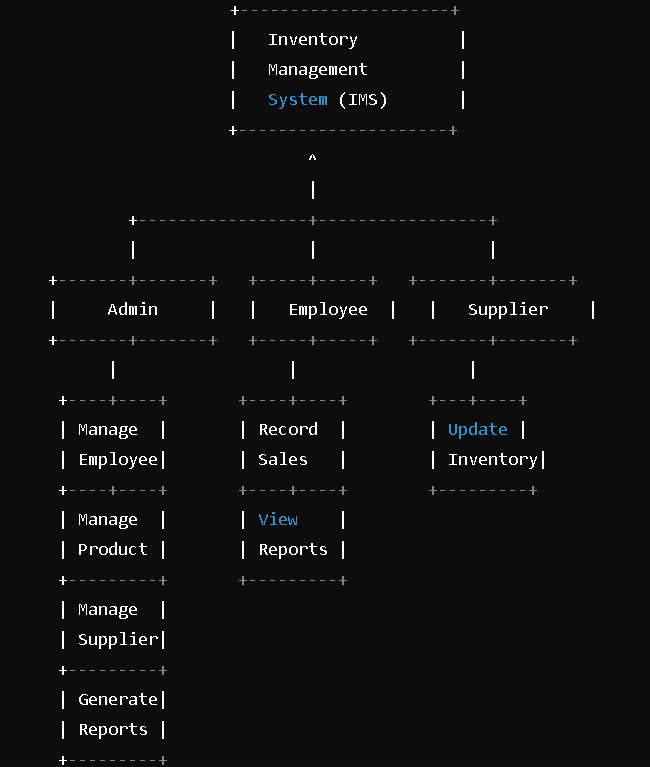 Inventory
Management
System (IMS)
Admin Employee Supplier
Manage Record Update
Employee Sales Inventory
Manage View
Product Reports
Manage
Supplier
Generate
Reports